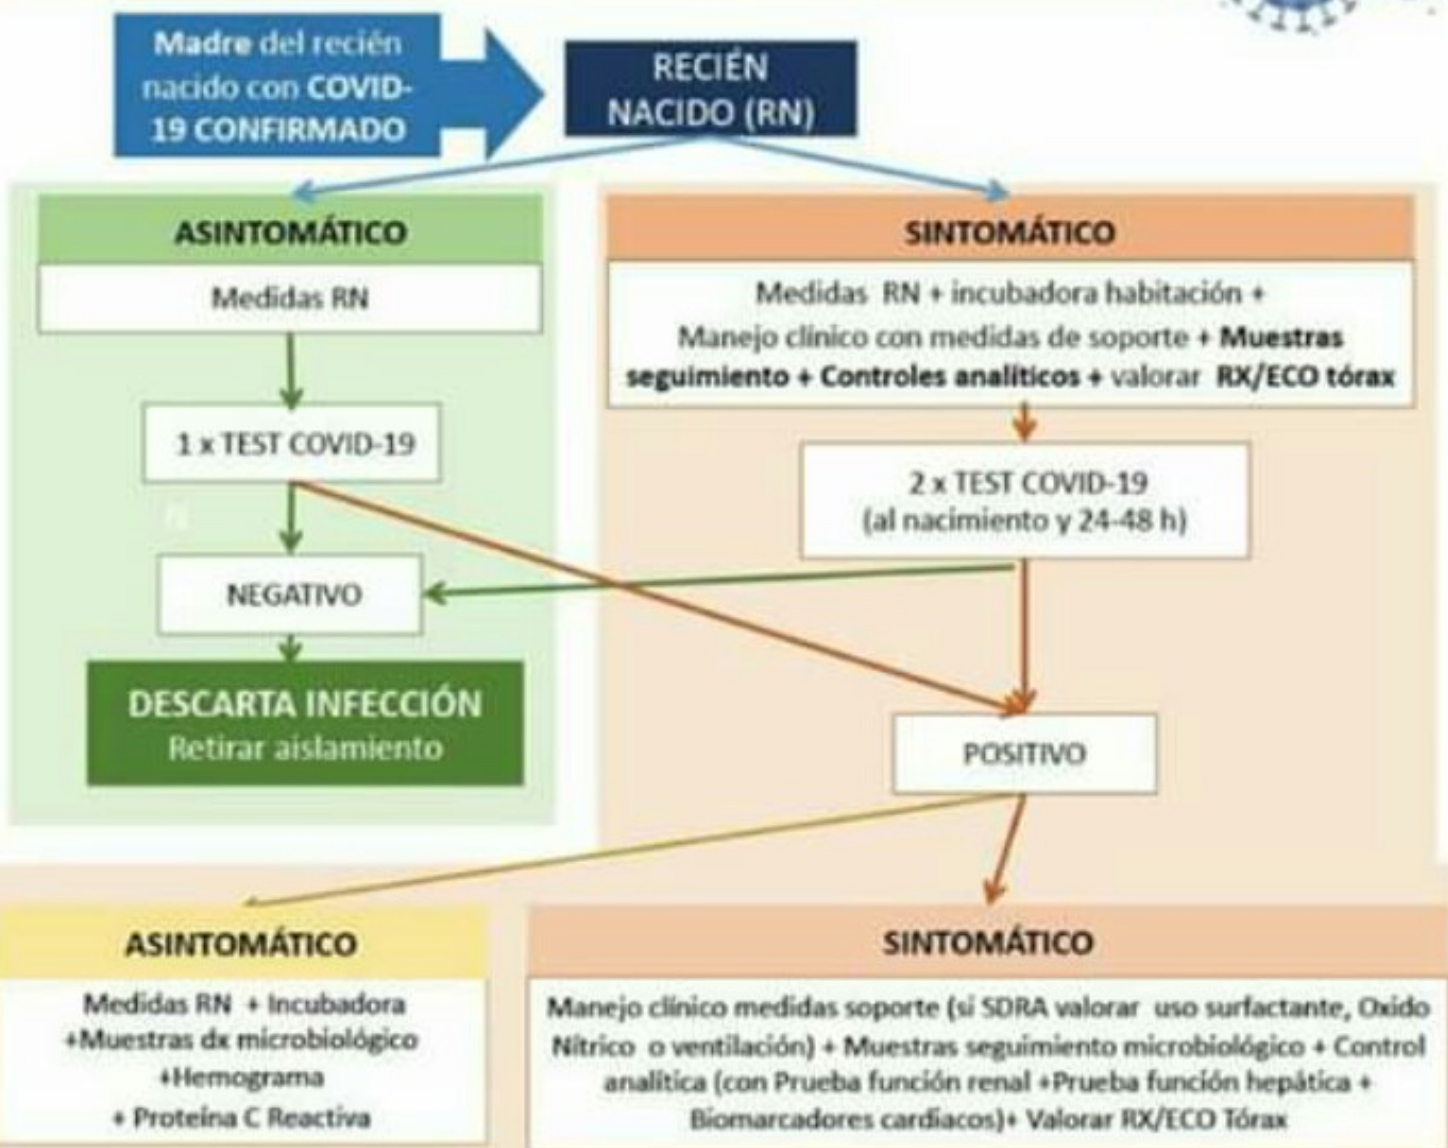 Madre del recién
nacido con COVID-
19 CONFIRMADO
RECIÉN
NACIDO (RN)
ASINTOMÁTICO
Medidas RN
1 x TEST COVID-19
NEGATIVO
DESCARTA INFECCIÓN
Retirar aislamiento
SINTOMÁTICO
Medidas RN + incubadora habitación +
Manejo clínico con medidas de soporte + Muestras
seguimiento + Controles analíticos + valorar RX/ECO tórax
2 x TEST COVID-19
(al nacimiento y 24-48 h)
POSITIVO
ASINTOMÁTICO
Medidas RN + Incubadora
+Muestras dx microbiológico
+Hemograma
+ Proteína C Reactiva
SINTOMÁTICO
Manejo clínico medidas soporte (si SDRA valorar uso surfactante, Oxido
Nítrico o ventilación) + Muestras seguimiento microbiológico + Control
analítica (con Prueba función renal +Prueba función hepática +
Biomarcadores cardiacos)+ Valorar RX/ECO Tórax